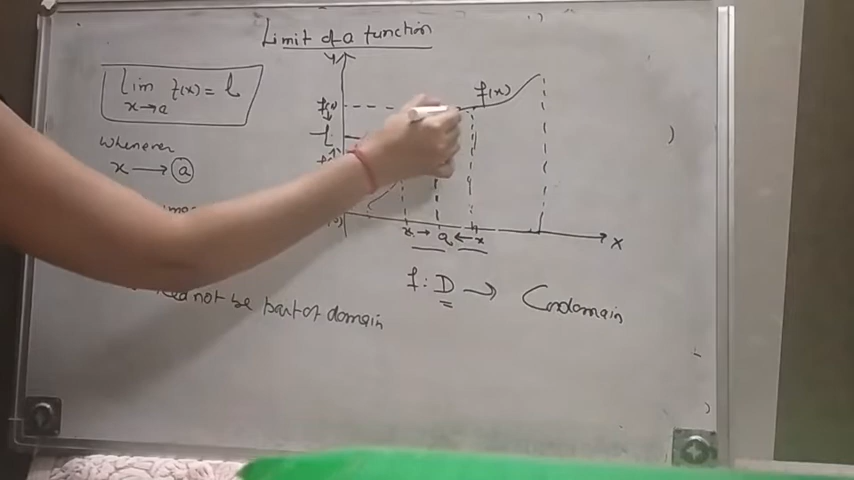 Limit of a function
lim f(x) = l
x→a
whenever
x → a
y
f(x)
f(x)
l
x → a ← x
x
f: D → Codomain
need not be part of domain